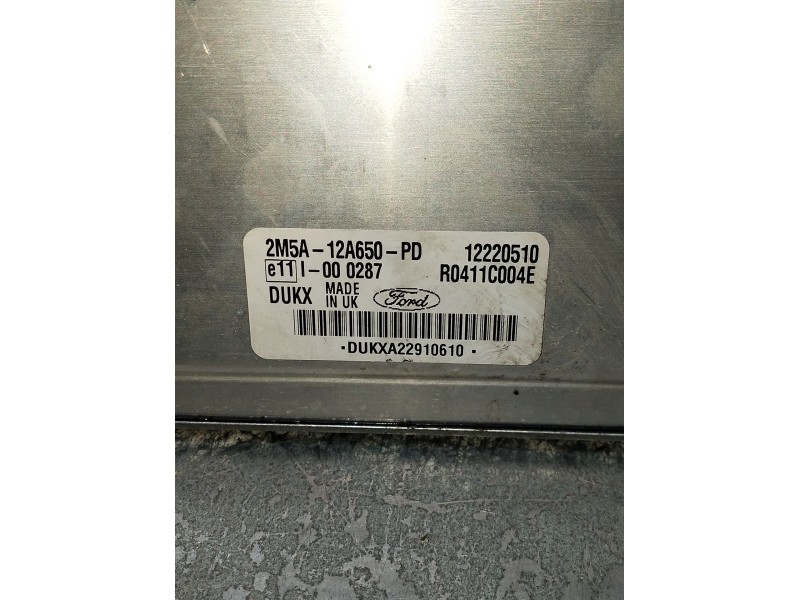 2M5A-12A650-PD 12220510
e11 I-00 0287 R0411C004E
DUKX MADE IN UK Ford
·DUKXA22910610·